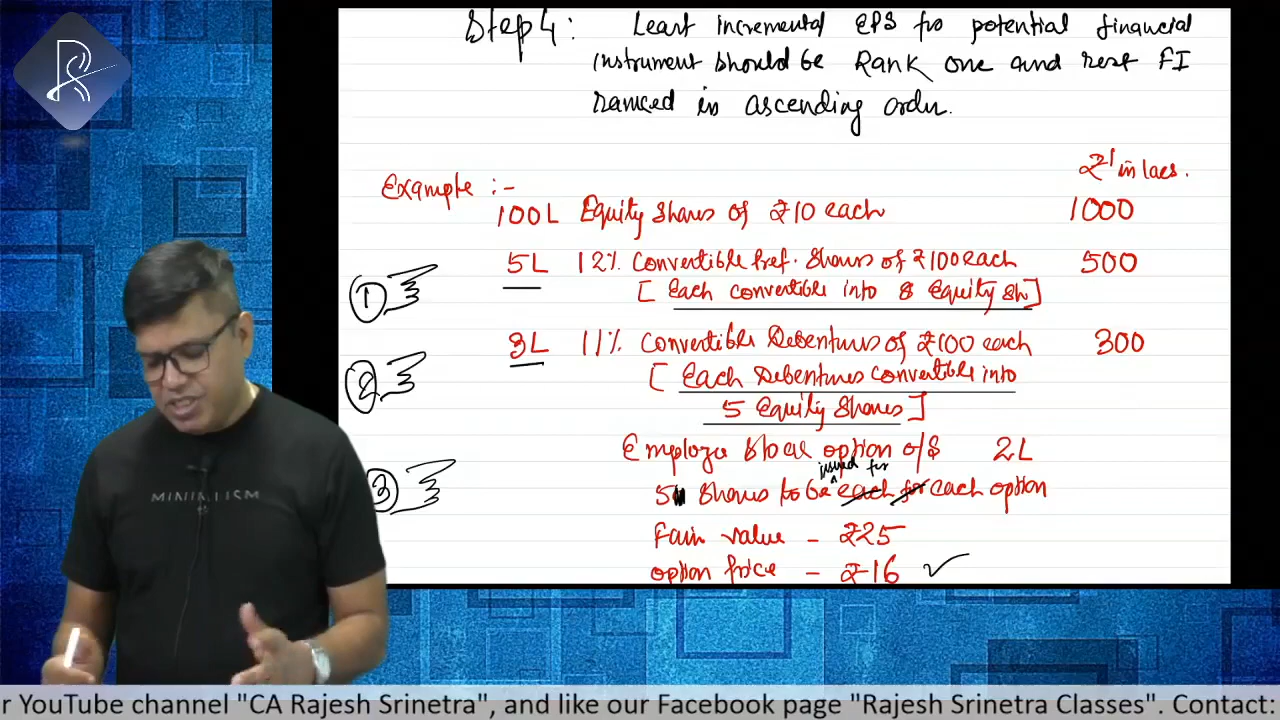 Step 4: Least incremental EPS for potential financial
instrument should be Rank one and rest FI
ranked in ascending order.
Example :-
₹ in lacs.
100L Equity Shares of ₹10 each 1000
5L 12% Convertible Pref. Shares of ₹100 each 500
1 [Each convertible into 8 Equity Sh]
3L 11% Convertible Debentures of ₹100 each 300
2 [Each Debentures convertible into
5 Equity Shares]
Employee Stock option o/s 2L
issued for
3 5 Shares to be each for each option
Fair value - ₹25
option price - ₹16
MINIMALISM
r YouTube channel "CA Rajesh Srinetra", and like our Facebook page "Rajesh Srinetra Classes". Contact: